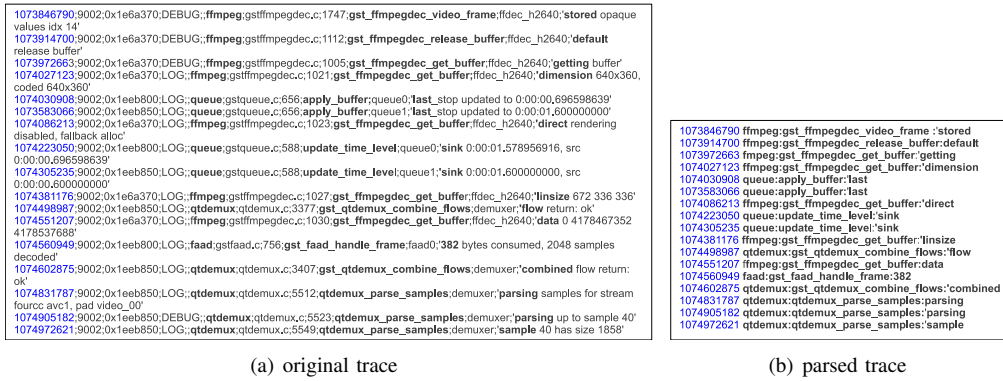 1073846790;9002;0x1e6a370;DEBUG;;ffmpeg;gstffmpegdec.c;1747;gst_ffmpegdec_video_frame;ffdec_h2640;'stored opaque
values idx 14'
1073914700;9002;0x1e6a370;DEBUG;;ffmpeg;gstffmpegdec.c;1112;gst_ffmpegdec_release_buffer;ffdec_h2640;'default
release buffer'
1073972663;9002;0x1e6a370;DEBUG;;ffmpeg;gstffmpegdec.c;1005;gst_ffmpegdec_get_buffer;ffdec_h2640;'getting buffer'
1074027123;9002;0x1e6a370;LOG;;ffmpeg;gstffmpegdec.c;1021;gst_ffmpegdec_get_buffer;ffdec_h2640;'dimension 640x360,
coded 640x360'
1074030908;9002;0x1eeb800;LOG;;queue;gstqueue.c;656;apply_buffer;queue0;'last_stop updated to 0:00:00.696598639'
1073583066;9002;0x1eeb850;LOG;;queue;gstqueue.c;656;apply_buffer;queue1;'last_stop updated to 0:00:01.600000000'
1074086213;9002;0x1e6a370;LOG;;ffmpeg;gstffmpegdec.c;1023;gst_ffmpegdec_get_buffer;ffdec_h2640;'direct rendering
disabled, fallback alloc'
1074223050;9002;0x1eeb800;LOG;;queue;gstqueue.c;588;update_time_level;queue0;'sink 0:00:01.578956916, src
0:00:00.696598639'
1074305235;9002;0x1eeb850;LOG;;queue;gstqueue.c;588;update_time_level;queue1;'sink 0:00:01.600000000, src
0:00:00.600000000'
1074381176;9002;0x1e6a370;LOG;;ffmpeg;gstffmpegdec.c;1027;gst_ffmpegdec_get_buffer;ffdec_h2640;'linsize 672 336 336'
1074498987;9002;0x1eeb850;LOG;;qtdemux;qtdemux.c;3377;gst_qtdemux_combine_flows;demuxer;'flow return: ok'
1074551207;9002;0x1e6a370;LOG;;ffmpeg;gstffmpegdec.c;1030;gst_ffmpegdec_get_buffer;ffdec_h2640;'data 0 4178467352
4178537688'
1074560949;9002;0x1eeb800;LOG;;faad;gstfaad.c;756;gst_faad_handle_frame;faad0;'382 bytes consumed, 2048 samples
decoded'
1074602875;9002;0x1eeb850;LOG;;qtdemux;qtdemux.c;3407;gst_qtdemux_combine_flows;demuxer;'combined flow return:
ok'
1074831787;9002;0x1eeb850;LOG;;qtdemux;qtdemux.c;5512;qtdemux_parse_samples;demuxer;'parsing samples for stream
fourcc avc1, pad video_00'
1074905182;9002;0x1eeb850;DEBUG;;qtdemux;qtdemux.c;5523;qtdemux_parse_samples;demuxer;'parsing up to sample 40'
1074972621;9002;0x1eeb850;LOG;;qtdemux;qtdemux.c;5549;qtdemux_parse_samples;demuxer;'sample 40 has size 1858'
(a) original trace
1073846790 ffmpeg:gst_ffmpegdec_video_frame :'stored
1073914700 ffmpeg:gst_ffmpegdec_release_buffer:default
1073972663 fmpeg:gst_ffmpegdec_get_buffer:'getting
1074027123 ffmpeg:gst_ffmpegdec_get_buffer:'dimension
1074030908 queue:apply_buffer:'last
1073583066 queue:apply_buffer:'last
1074086213 ffmpeg:gst_ffmpegdec_get_buffer:'direct
1074223050 queue:update_time_level:'sink
1074305235 queue:update_time_level:'sink
1074381176 ffmpeg:gst_ffmpegdec_get_buffer:'linsize
1074498987 qtdemux:gst_qtdemux_combine_flows:'flow
1074551207 ffmpeg:gst_ffmpegdec_get_buffer:data
1074560949 faad:gst_faad_handle_frame:382
1074602875 qtdemux:gst_qtdemux_combine_flows:'combined
1074831787 qtdemux:qtdemux_parse_samples:parsing
1074905182 qtdemux:qtdemux_parse_samples:'parsing
1074972621 qtdemux:qtdemux_parse_samples:'sample
(b) parsed trace